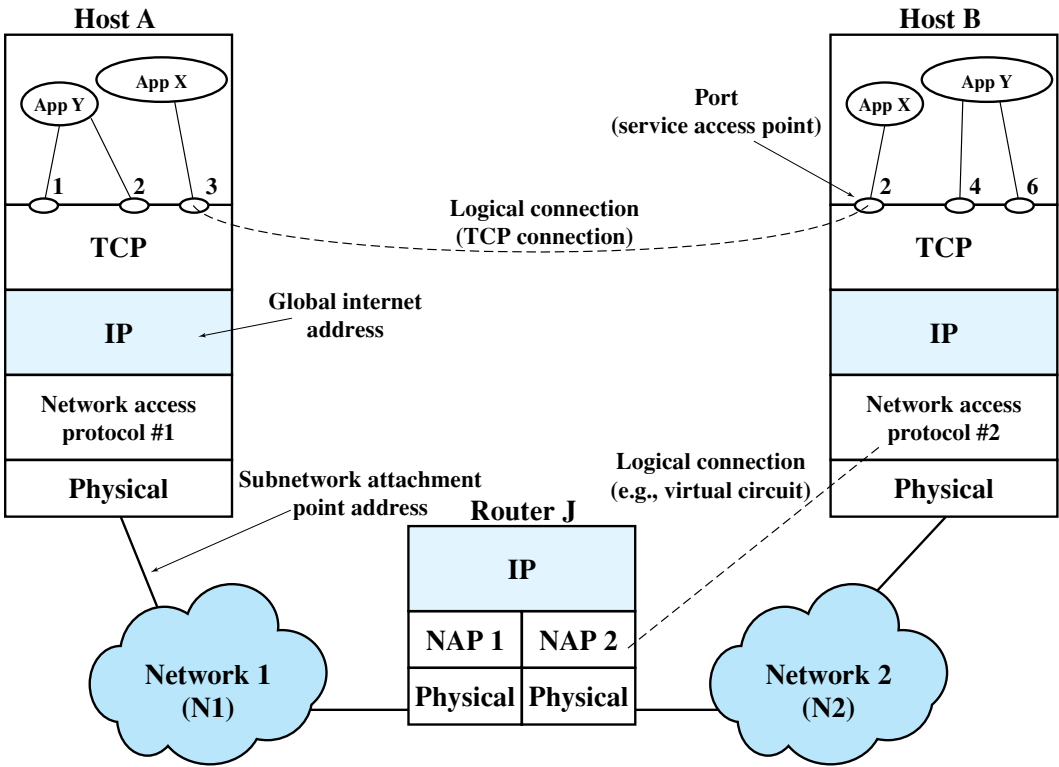 Host A
Host B
App X
App Y
App Y
App X
Port
(service access point)
1
2
3
2
4
6
Logical connection
(TCP connection)
TCP
TCP
Global internet
address
IP
IP
Network access
protocol #1
Network access
protocol #2
Logical connection
(e.g., virtual circuit)
Subnetwork attachment
point address
Physical
Physical
Router J
IP
NAP 1
NAP 2
Physical
Physical
Network 1
(N1)
Network 2
(N2)